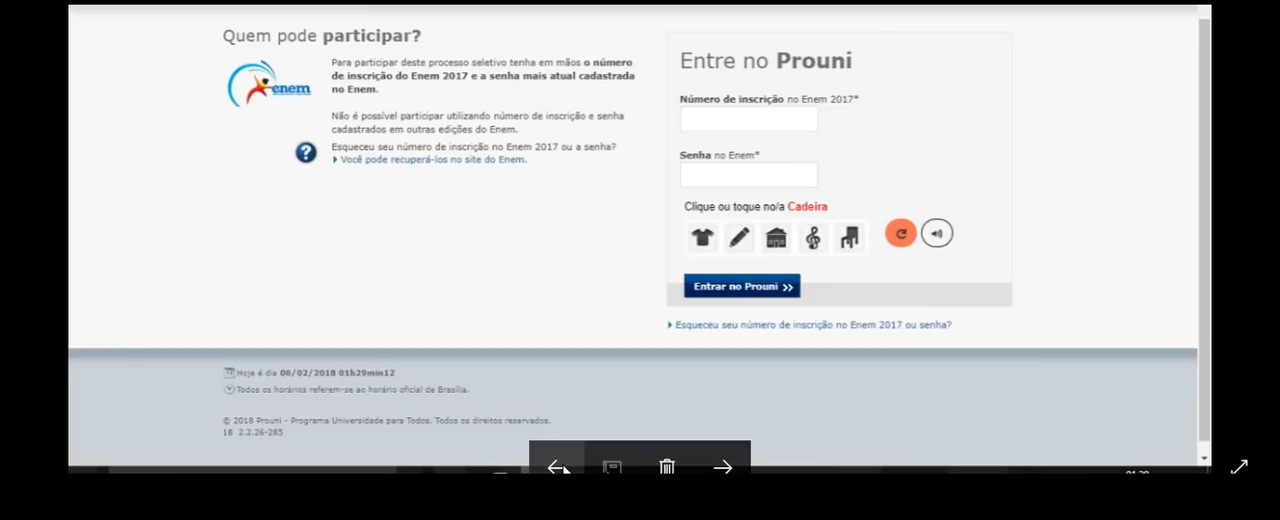 Quem pode participar?
enem
Para participar deste processo seletivo tenha em mãos o número
de inscrição do Enem 2017 e a senha mais atual cadastrada
no Enem.
Não é possível participar utilizando número de inscrição e senha
cadastrados em outras edições do Enem.
Esqueceu seu número de inscrição no Enem 2017 ou a senha?
Você pode recuperá-los no site do Enem.
Entre no Prouni
Número de inscrição no Enem 2017*
Senha no Enem*
Clique ou toque no/a Cadeira
Entrar no Prouni
Esqueceu seu número de inscrição no Enem 2017 ou senha?
Hoje é dia 06/02/2018 01h29min12
Todos os horários referem-se ao horário oficial de Brasília.
© 2018 Prouni - Programa Universidade para Todos. Todos os direitos reservados.
18 2.2.26-285